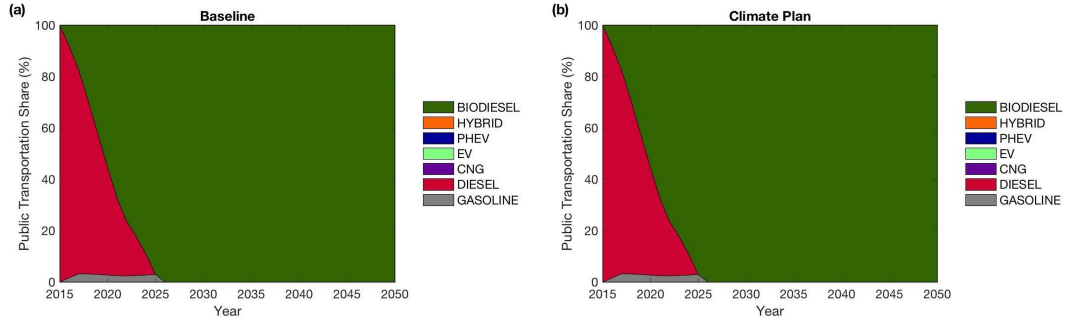 (a)
Baseline
Public Transportation Share (%)
100
80
60
40
20
0
2015 2020 2025 2030 2035 2040 2045 2050
Year
BIODIESEL
HYBRID
PHEV
EV
CNG
DIESEL
GASOLINE
(b)
Climate Plan
Public Transportation Share (%)
100
80
60
40
20
0
2015 2020 2025 2030 2035 2040 2045 2050
Year
BIODIESEL
HYBRID
PHEV
EV
CNG
DIESEL
GASOLINE